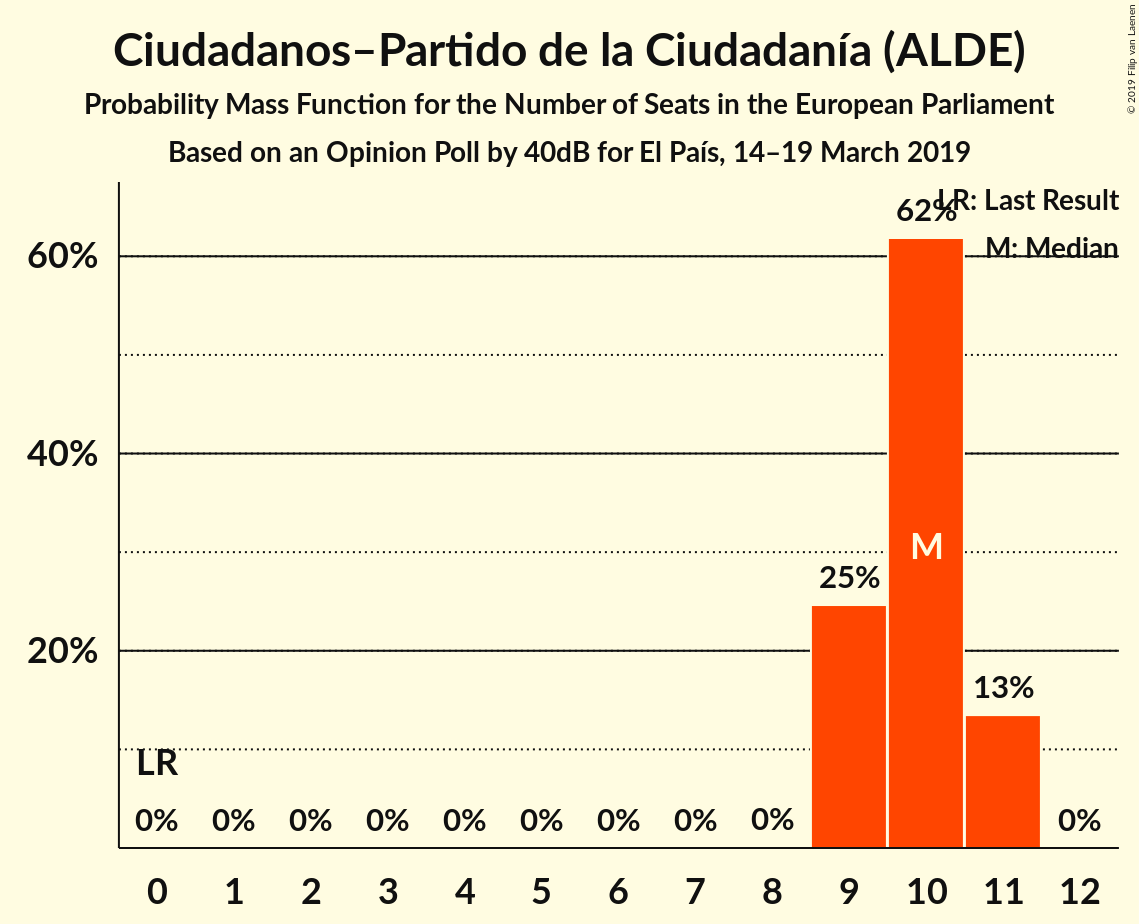 Ciudadanos–Partido de la Ciudadanía (ALDE)
Probability Mass Function for the Number of Seats in the European Parliament
Based on an Opinion Poll by 40dB for El País, 14–19 March 2019
© 2019 Filip van Laenen
LR: Last Result
M: Median
62%
60%
40%
M
25%
20%
13%
LR
0% 0% 0% 0% 0% 0% 0% 0% 0% 0%
0 1 2 3 4 5 6 7 8 9 10 11 12